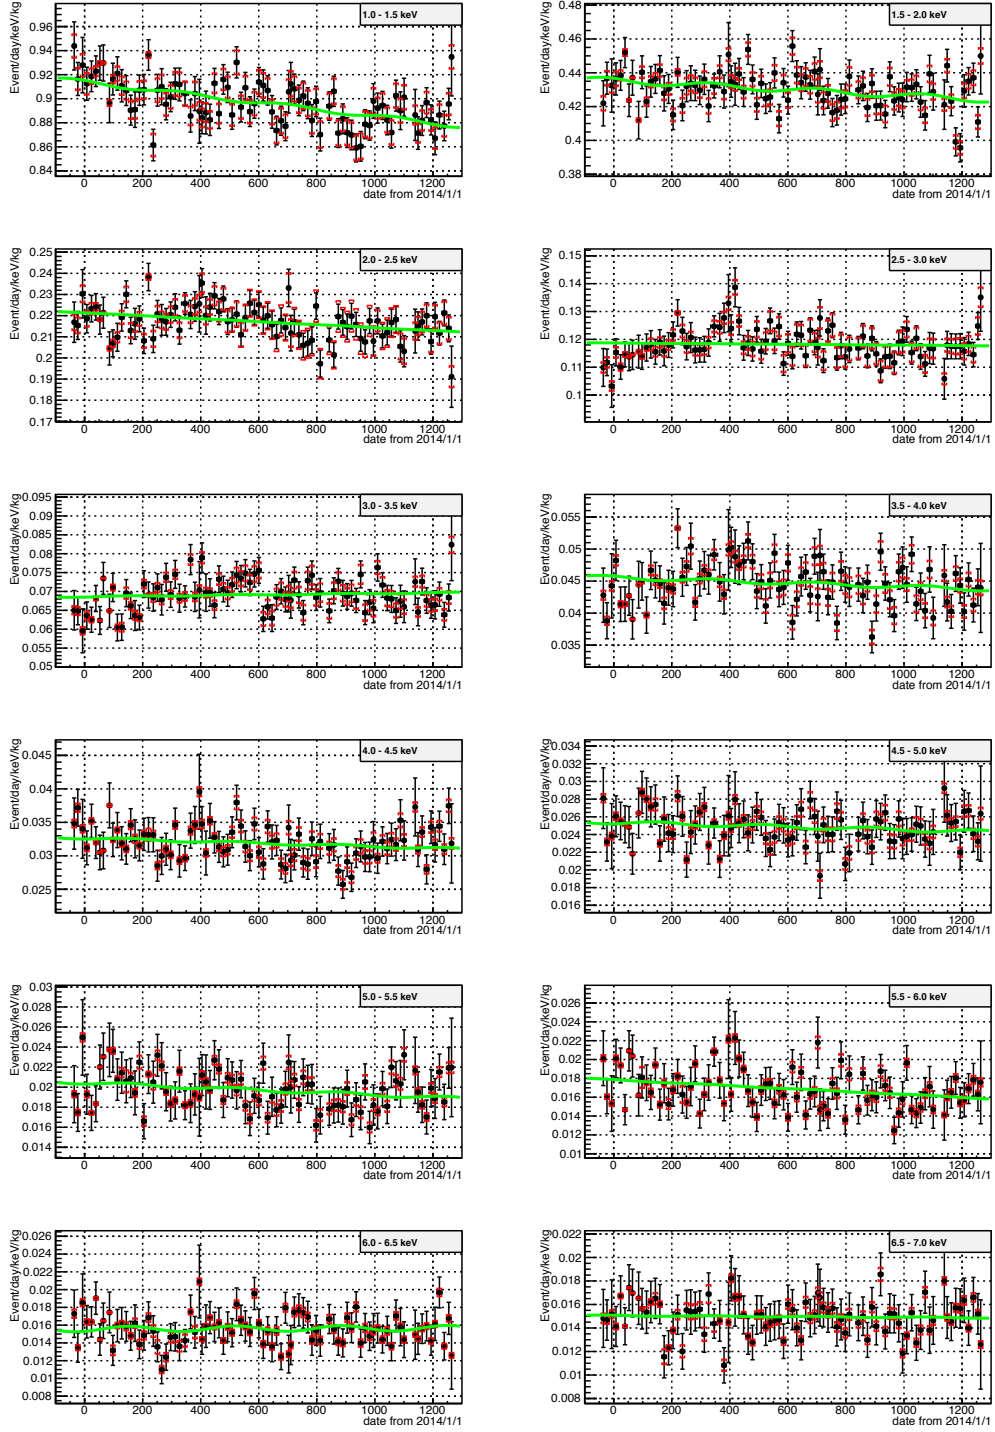 Event/day/keV/kg
0.96
0.94
0.92
0.9
0.88
0.86
0.84
1.0 - 1.5 keV
0 200 400 600 800 1000 1200
date from 2014/1/1
Event/day/keV/kg
0.48
0.46
0.44
0.42
0.4
0.38
1.5 - 2.0 keV
0 200 400 600 800 1000 1200
date from 2014/1/1
Event/day/keV/kg
0.25
0.24
0.23
0.22
0.21
0.2
0.19
0.18
0.17
2.0 - 2.5 keV
0 200 400 600 800 1000 1200
date from 2014/1/1
Event/day/keV/kg
0.15
0.14
0.13
0.12
0.11
0.1
2.5 - 3.0 keV
0 200 400 600 800 1000 1200
date from 2014/1/1
Event/day/keV/kg
0.095
0.09
0.085
0.08
0.075
0.07
0.065
0.06
0.055
0.05
3.0 - 3.5 keV
0 200 400 600 800 1000 1200
date from 2014/1/1
Event/day/keV/kg
0.055
0.05
0.045
0.04
0.035
3.5 - 4.0 keV
0 200 400 600 800 1000 1200
date from 2014/1/1
Event/day/keV/kg
0.045
0.04
0.035
0.03
0.025
4.0 - 4.5 keV
0 200 400 600 800 1000 1200
date from 2014/1/1
Event/day/keV/kg
0.034
0.032
0.03
0.028
0.026
0.024
0.022
0.02
0.018
0.016
4.5 - 5.0 keV
0 200 400 600 800 1000 1200
date from 2014/1/1
Event/day/keV/kg
0.03
0.028
0.026
0.024
0.022
0.02
0.018
0.016
0.014
5.0 - 5.5 keV
0 200 400 600 800 1000 1200
date from 2014/1/1
Event/day/keV/kg
0.026
0.024
0.022
0.02
0.018
0.016
0.014
0.012
0.01
5.5 - 6.0 keV
0 200 400 600 800 1000 1200
date from 2014/1/1
Event/day/keV/kg
0.026
0.024
0.022
0.02
0.018
0.016
0.014
0.012
0.01
0.008
6.0 - 6.5 keV
0 200 400 600 800 1000 1200
date from 2014/1/1
Event/day/keV/kg
0.022
0.02
0.018
0.016
0.014
0.012
0.01
0.008
6.5 - 7.0 keV
0 200 400 600 800 1000 1200
date from 2014/1/1